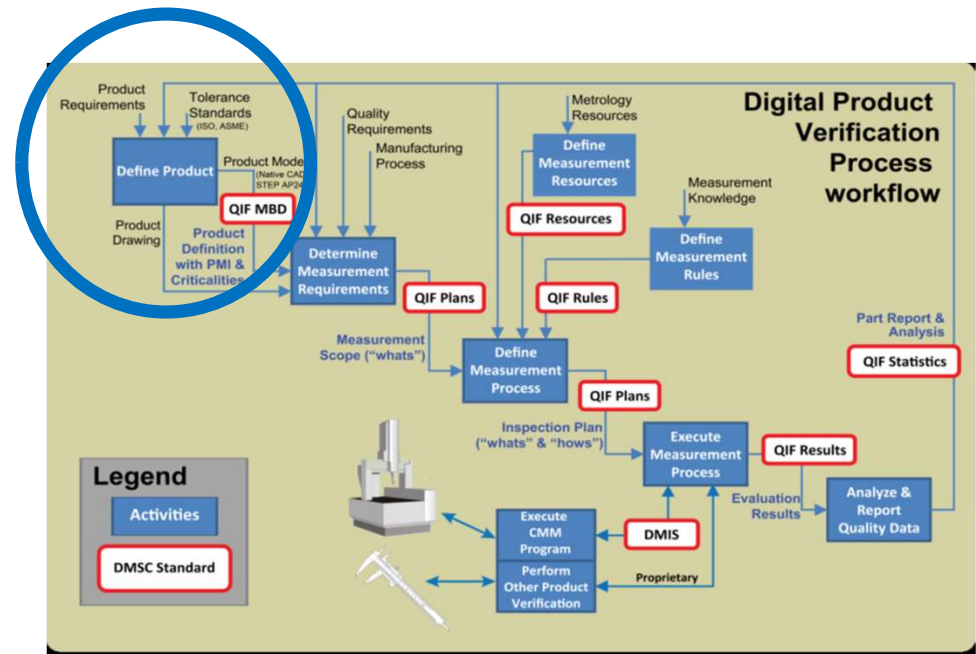 Digital Product
Verification
Process
workflow
Product
Requirements
Tolerance
Standards
(ISO, ASME)
Define Product
Product Mode
(Native CAD
STEP AP24
QIF MBD
Product
Drawing
Product
Definition
with PMI &
Criticalities
Quality
Requirements
Manufacturing
Process
Determine
Measurement
Requirements
QIF Plans
Measurement
Scope (“whats”)
Metrology
Resources
Define
Measurement
Resources
QIF Resources
Measurement
Knowledge
Define
Measurement
Rules
QIF Rules
Define
Measurement
Process
QIF Plans
Inspection Plan
(“whats” & “hows”)
Execute
Measurement
Process
QIF Results
Evaluation
Results
Analyze &
Report
Quality Data
Part Report &
Analysis
QIF Statistics
Execute
CMM
Program
DMIS
Perform
Other Product
Verification
Proprietary
Legend
Activities
DMSC Standard